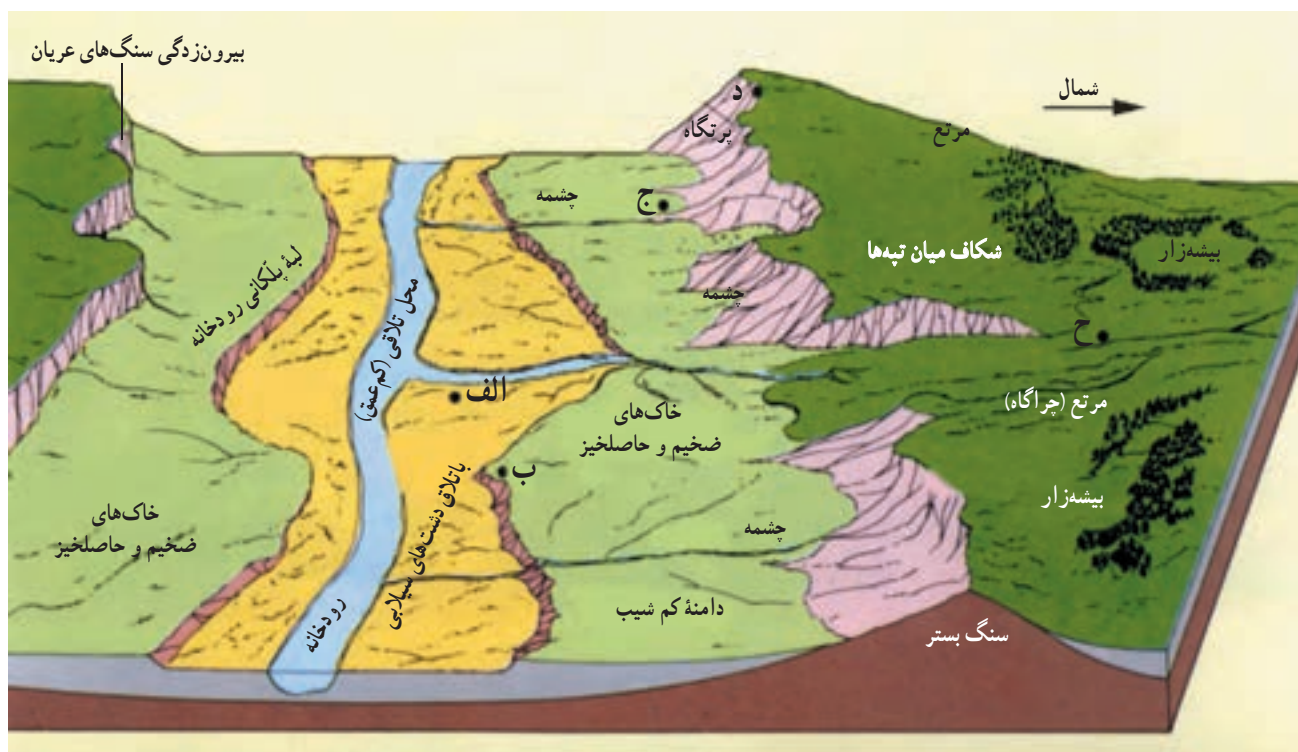 بیرون‌زدگی سنگ‌های عریان
شمال
د
پرتگاه
مرتع
چشمه
ج
شکاف میان تپه‌ها
بیشه‌زار
لبهٔ پلکانی رودخانه
محل تلاقی (کم‌عمق)
چشمه
ح
الف
خاک‌های
ضخیم و حاصلخیز
مرتع (چراگاه)
ب
باتلاق دشت‌های سیلابی
بیشه‌زار
خاک‌های
ضخیم و حاصلخیز
چشمه
رودخانه
دامنهٔ کم شیب
سنگ بستر